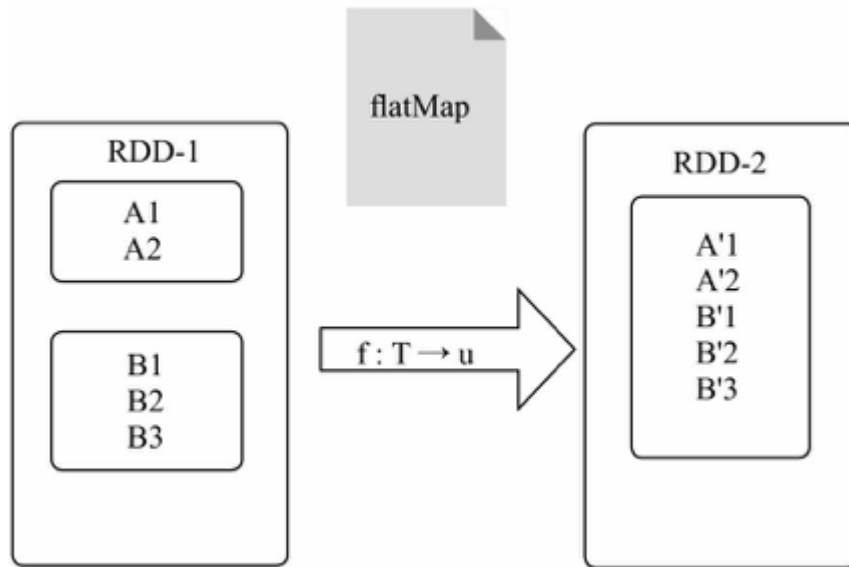 flatMap
RDD-1
A1
A2
B1
B2
B3
f : T → u
RDD-2
A'1
A'2
B'1
B'2
B'3